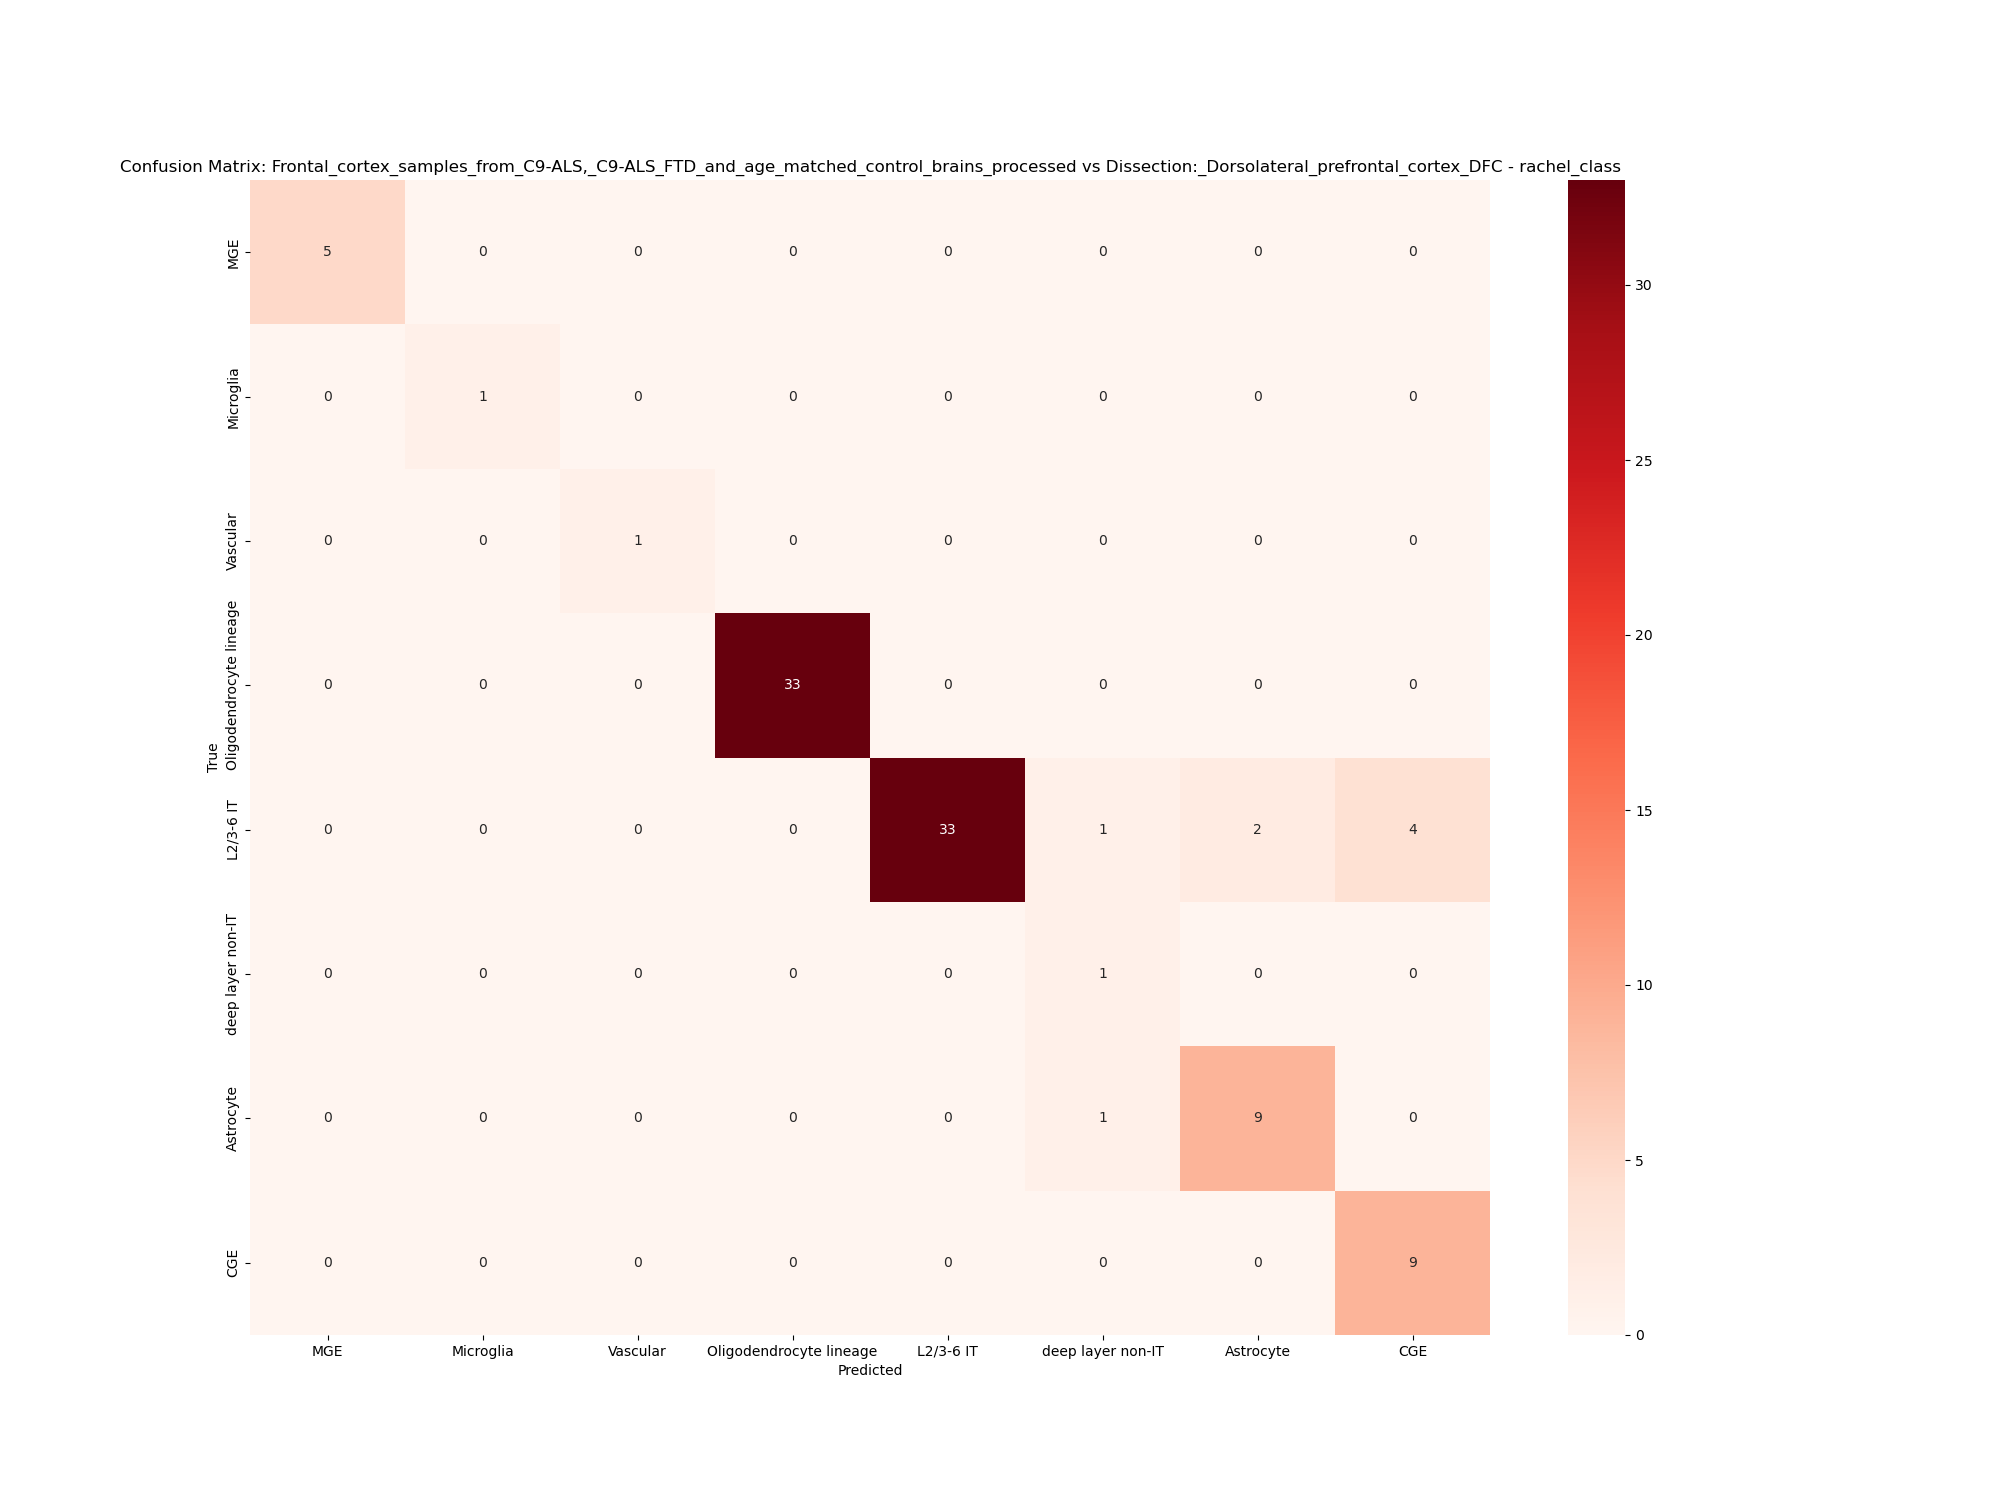 Confusion Matrix: Frontal_cortex_samples_from_C9-ALS,_C9-ALS_FTD_and_age_matched_control_brains_processed vs Dissection:_Dorsolateral_prefrontal_cortex_DFC - rachel_class
True
MGE 5 0 0 0 0 0 0 0
Microglia 0 1 0 0 0 0 0 0
Vascular 0 0 1 0 0 0 0 0
Oligodendrocyte lineage 0 0 0 33 0 0 0 0
L2/3-6 IT 0 0 0 0 33 1 2 4
deep layer non-IT 0 0 0 0 0 1 0 0
Astrocyte 0 0 0 0 0 1 9 0
CGE 0 0 0 0 0 0 0 9
MGE Microglia Vascular Oligodendrocyte lineage L2/3-6 IT deep layer non-IT Astrocyte CGE
Predicted
30
25
20
15
10
5
0